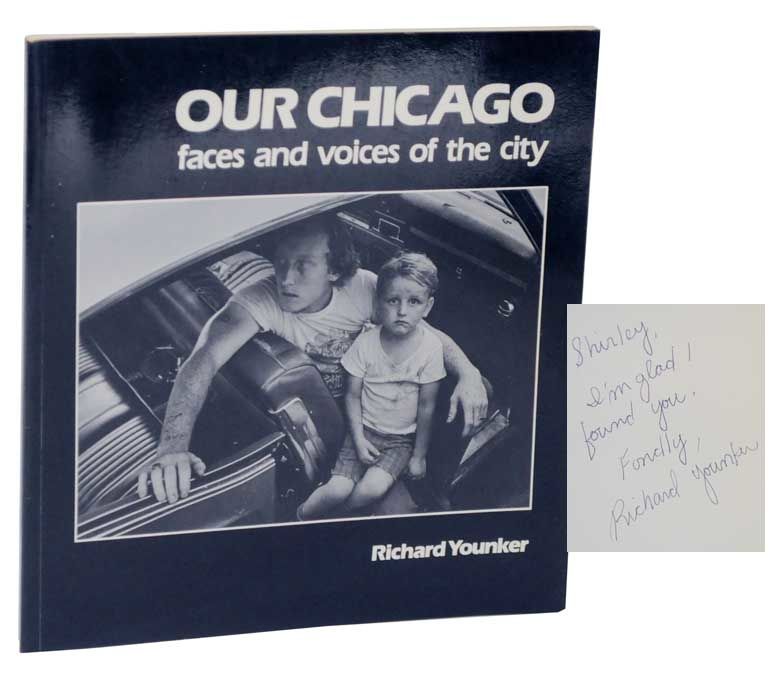 OUR CHICAGO
faces and voices of the city
Richard Younker
Shirley,
I'm glad I
found you.
Fondly,
Richard Younker